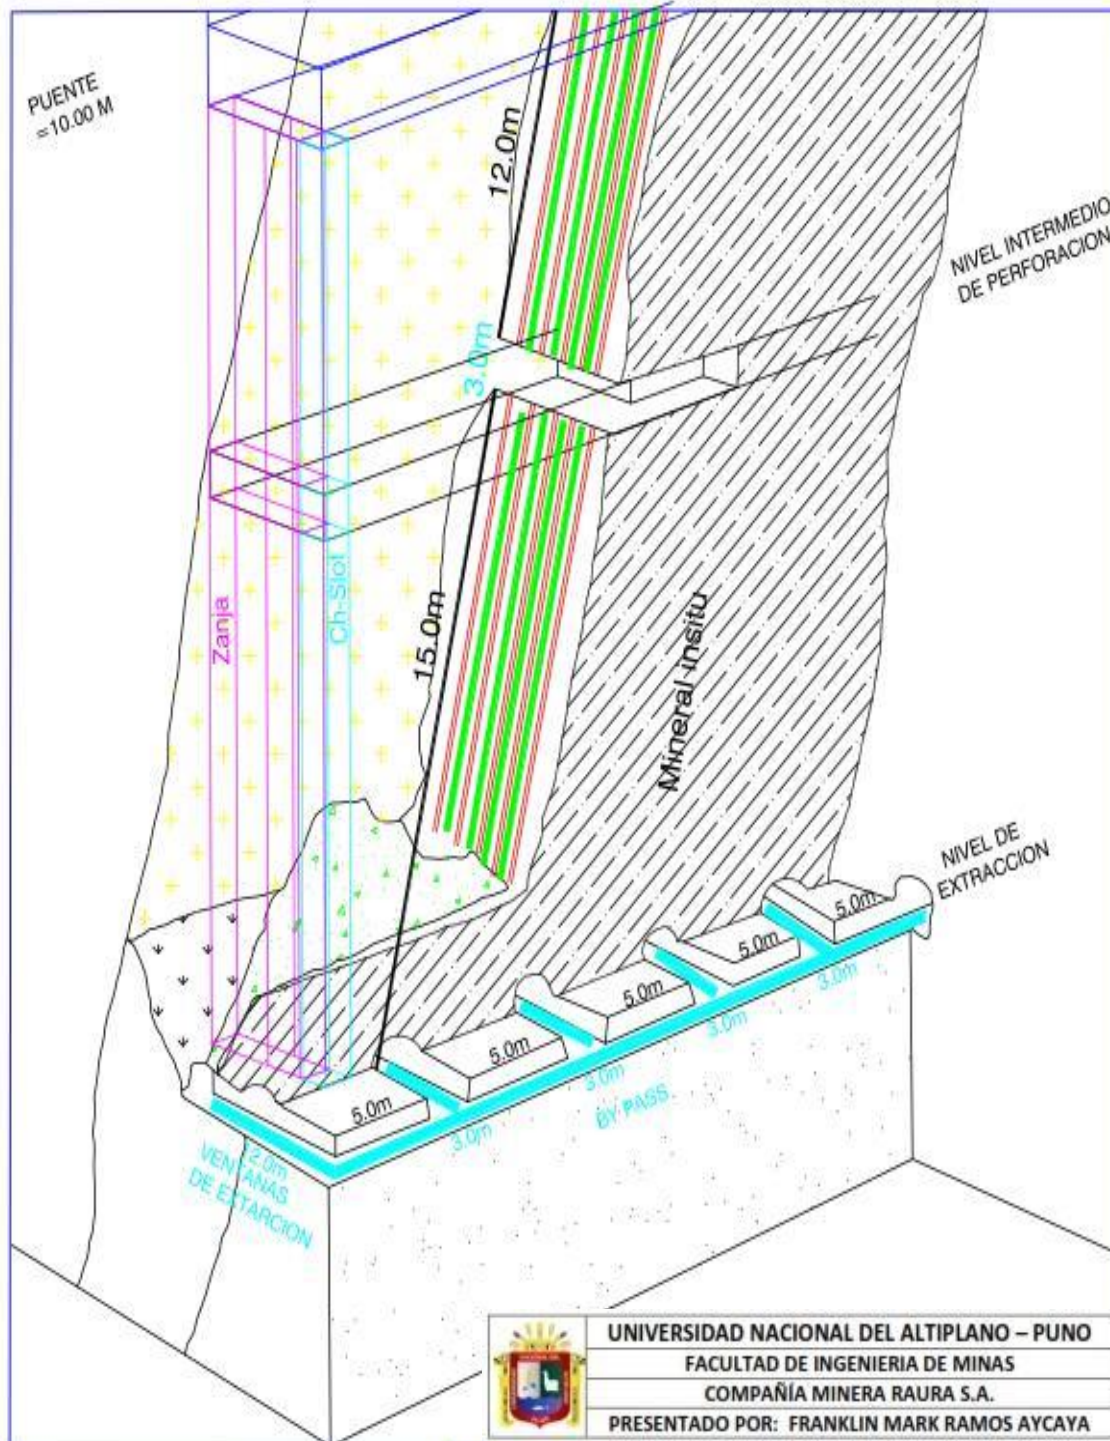 PUENTE
=10.00 M
12.0m
NIVEL INTERMEDIO
DE PERFORACION
3.0m
Zanja
Ch-Slot
15.0m
Mineral insitu
NIVEL DE
EXTRACCION
5.0m
5.0m
5.0m
5.0m
5.0m
3.0m
3.0m
3.0m
3.0m
BY PASS
12.0m
VENTANAS
DE EXTARCION
UNIVERSIDAD NACIONAL DEL ALTIPLANO – PUNO
FACULTAD DE INGENIERIA DE MINAS
COMPAÑÍA MINERA RAURA S.A.
PRESENTADO POR: FRANKLIN MARK RAMOS AYCAYA